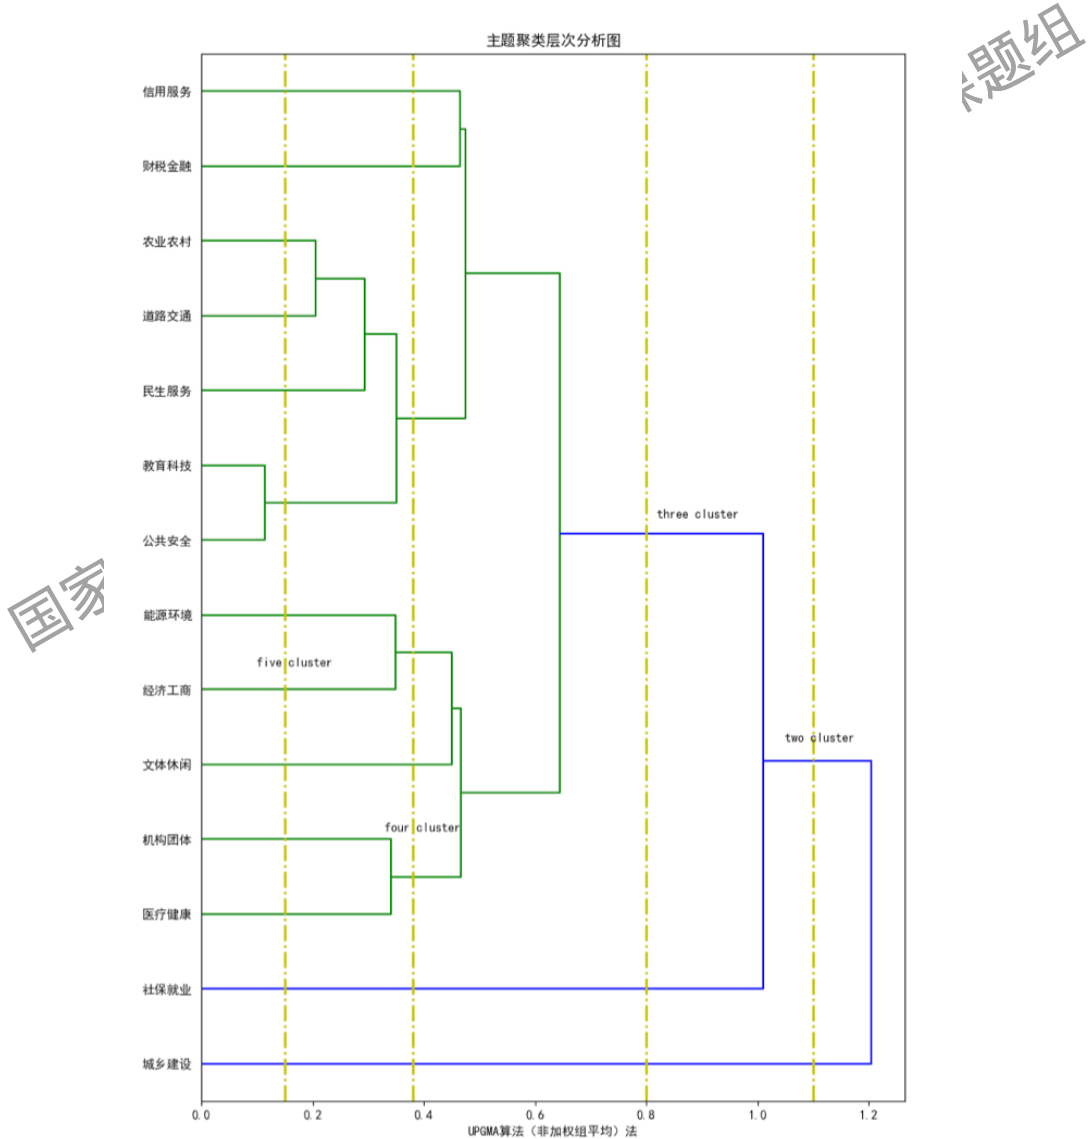 主题聚类层次分析图
题组
信用服务
财税金融
农业农村
道路交通
民生服务
教育科技
three cluster
公共安全
国家
能源环境
five cluster
经济工商
two cluster
文体休闲
four cluster
机构团体
医疗健康
社保就业
城乡建设
0.0 0.2 0.4 0.6 0.8 1.0 1.2
UPGMA算法（非加权组平均）法